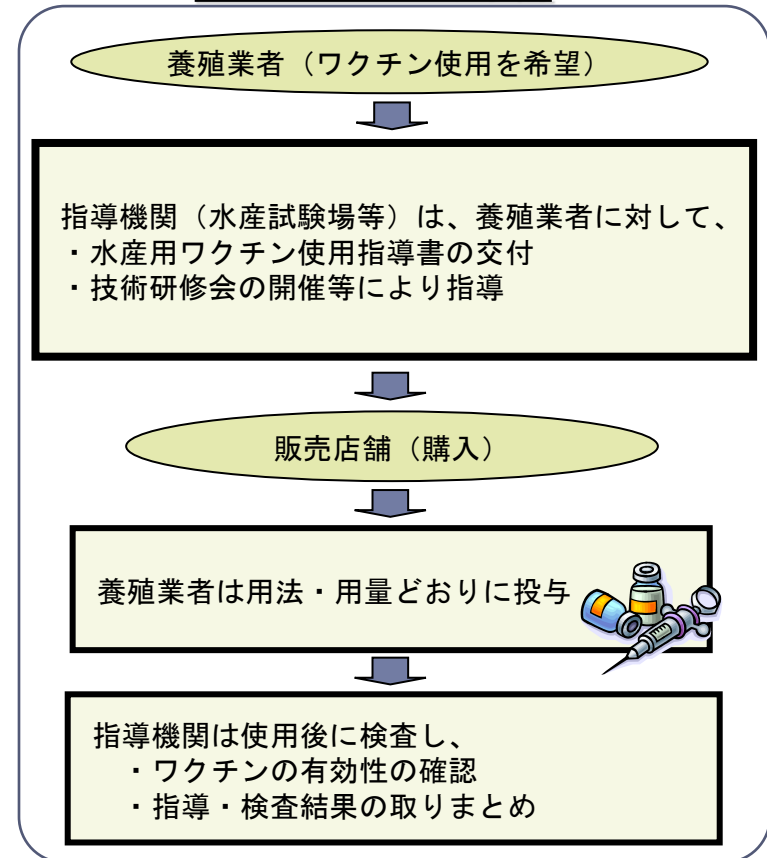 養殖業者（ワクチン使用を希望）
指導機関（水産試験場等）は、養殖業者に対して、
・水産用ワクチン使用指導書の交付
・技術研修会の開催等により指導
販売店舗（購入）
養殖業者は用法・用量どおりに投与
指導機関は使用後に検査し、
・ワクチンの有効性の確認
・指導・検査結果の取りまとめ